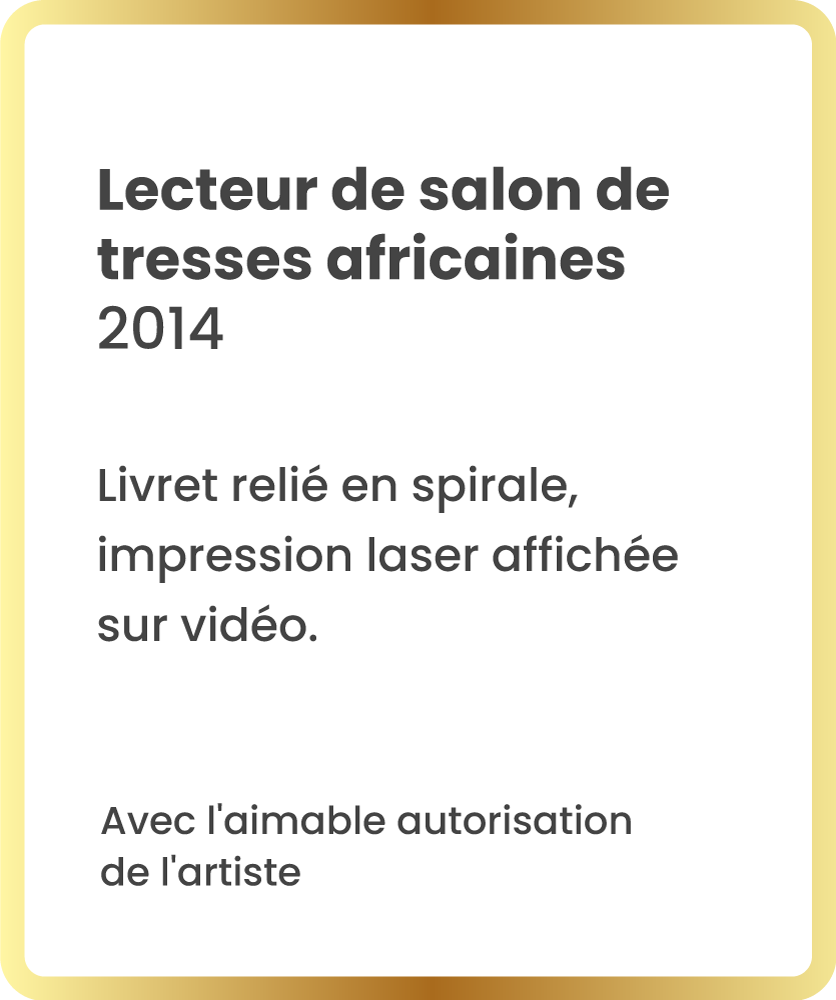 Lecteur de salon de
tresses africaines
2014
Livret relié en spirale,
impression laser affichée
sur vidéo.
Avec l'aimable autorisation
de l'artiste